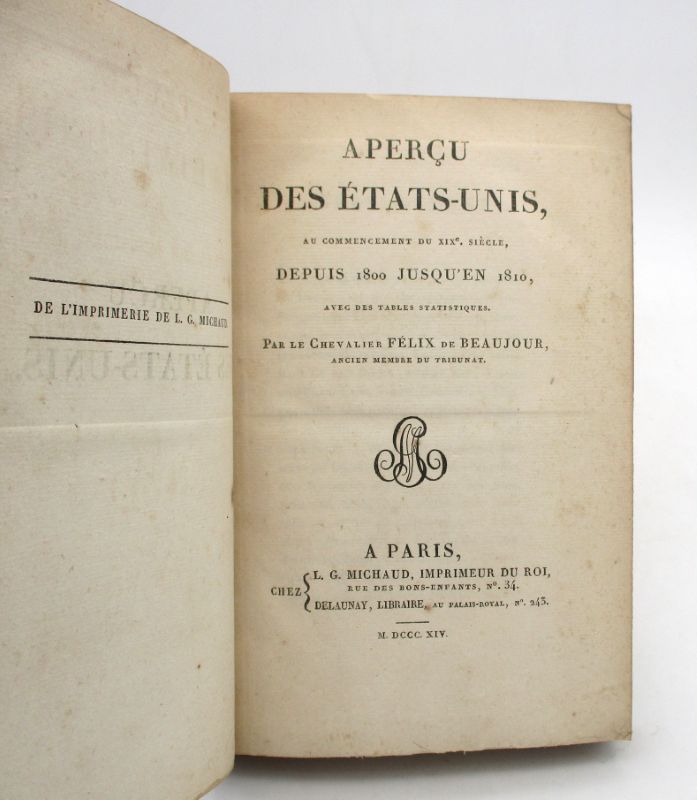 DE L'IMPRIMERIE DE L. G. MICHAUD.
APERÇU
DES ÉTATS-UNIS,
AU COMMENCEMENT DU XIXe. SIÈCLE,
DEPUIS 1800 JUSQU'EN 1810,
AVEC DES TABLES STATISTIQUES.
PAR LE CHEVALIER FÉLIX DE BEAUJOUR,
ANCIEN MEMBRE DU TRIBUNAT.
A PARIS,
CHEZ
L. G. MICHAUD, IMPRIMEUR DU ROI,
RUE DES BONS-ENFANTS, No. 34.
DELAUNAY, LIBRAIRE, AU PALAIS-ROYAL, No. 243.
M. DCCC. XIV.